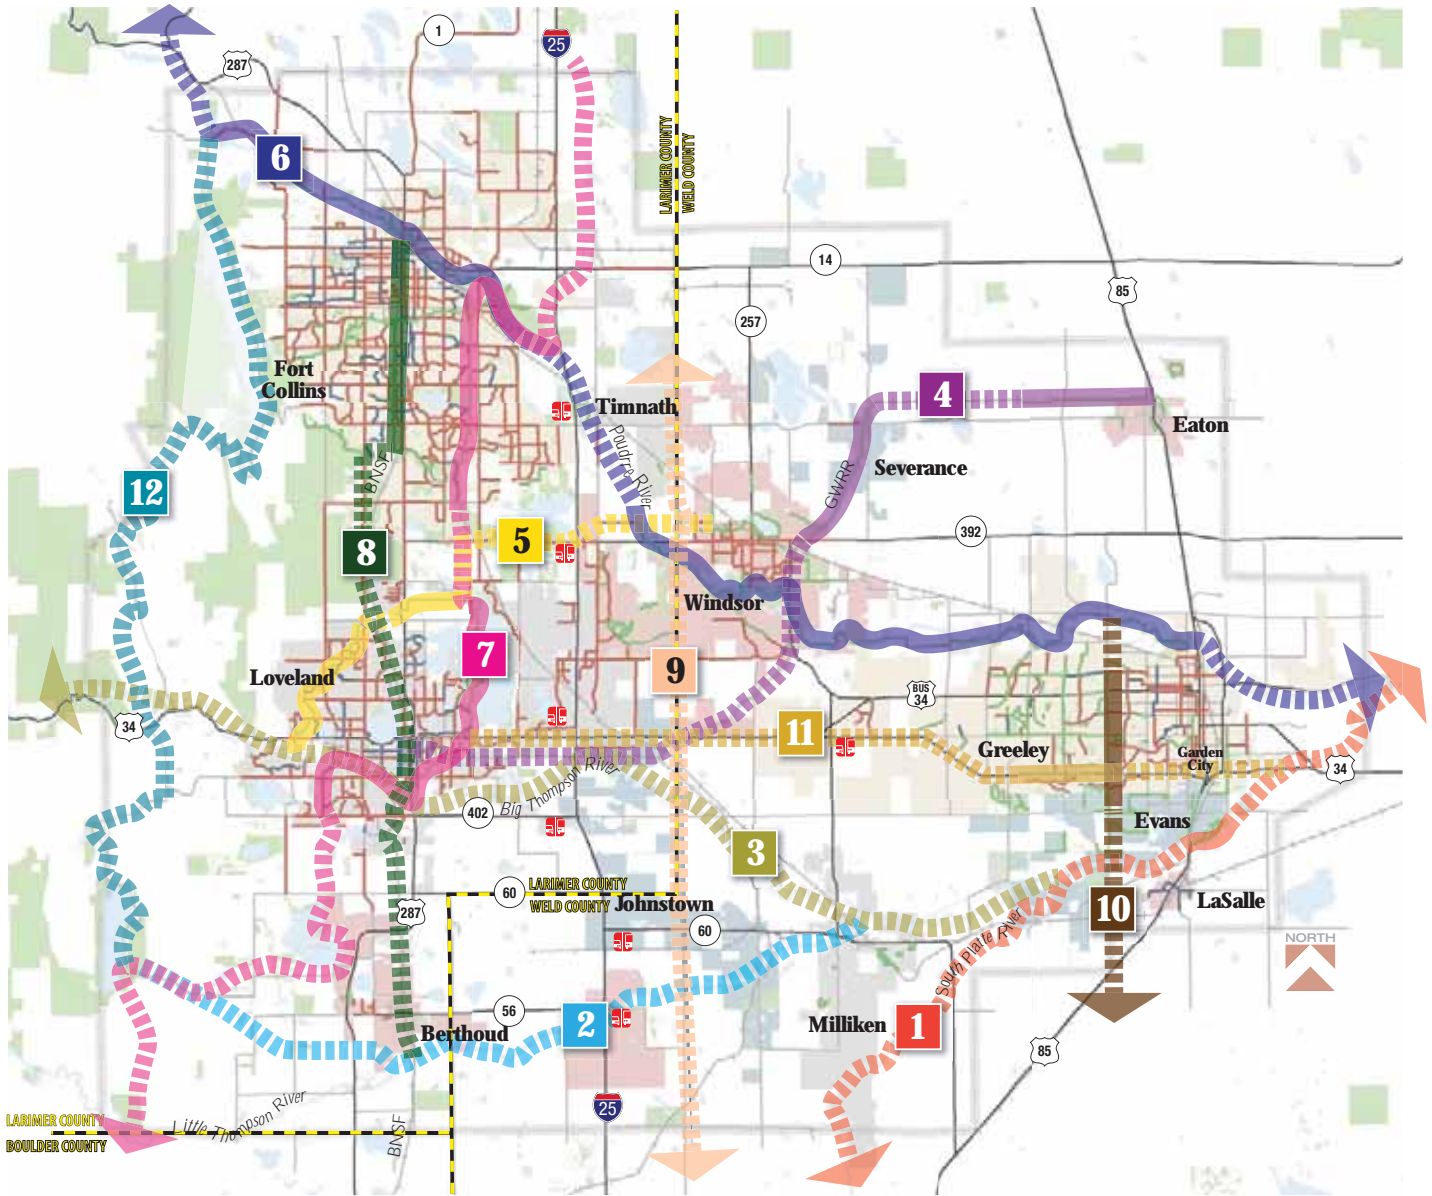 1
25
287
LARIMER COUNTY
WELD COUNTY
6
14
85
257
Fort
Collins
Timnath
4
Eaton
Poudre River
BNSF
Severance
GWRR
12
392
5
8
Windsor
7
9
Loveland
BUS
34
34
11
Greeley
Garden
City
34
Big Thompson River
402
Evans
3
60
LARIMER COUNTY
WELD COUNTY
Johnstown
LaSalle
287
10
60
South Platte River
NORTH
56
2
Milliken
1
Berthoud
85
25
Little Thompson River
LARIMER COUNTY
BOULDER COUNTY
BNSF